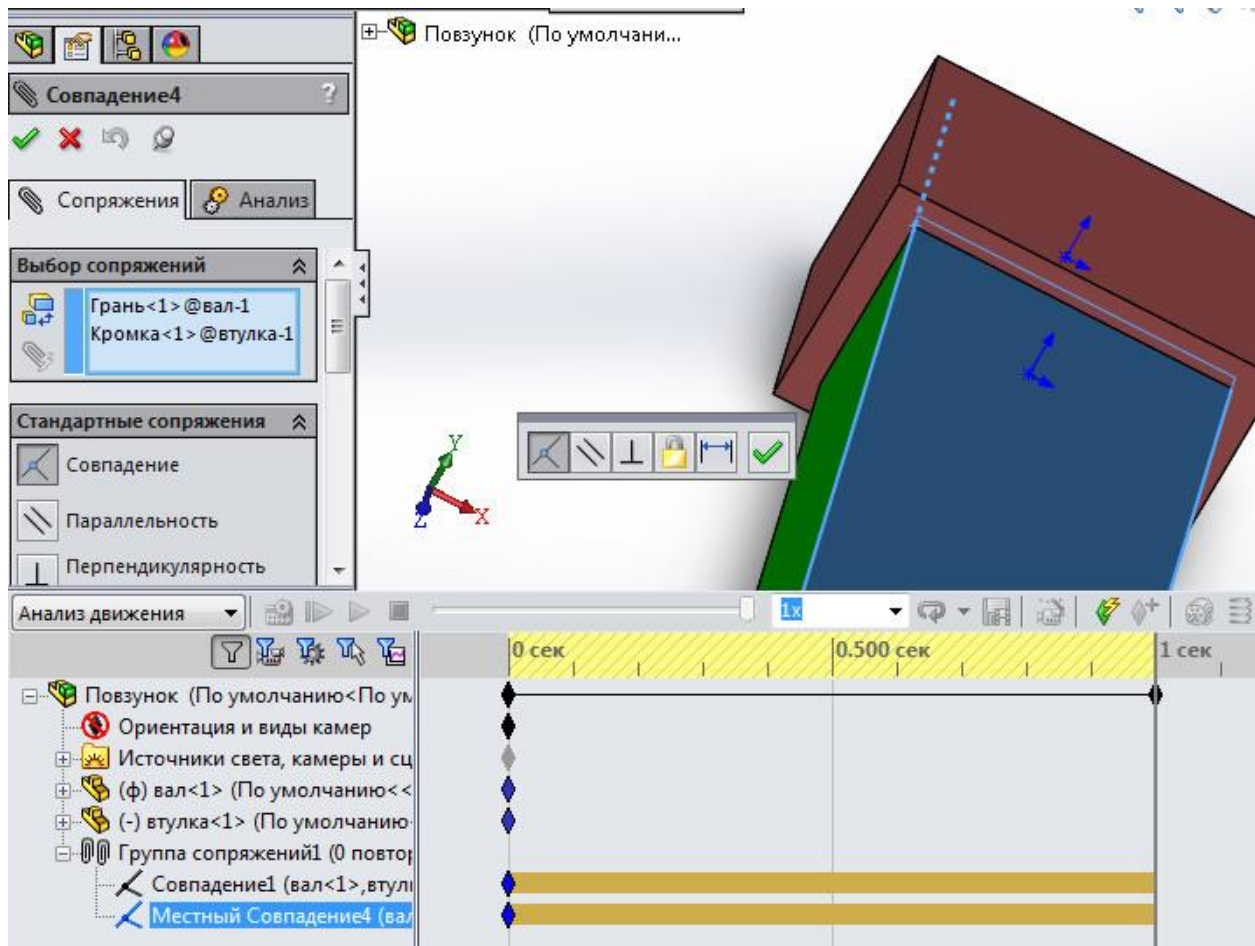 Повзунок (По умолчани...
Совпадение4
?
Сопряжения
Анализ
Выбор сопряжений
Грань<1>@вал-1
Кромка<1>@втулка-1
Стандартные сопряжения
Совпадение
Параллельность
Перпендикулярность
Y
X
Z
Анализ движения
1x
0 сек
0.500 сек
1 сек
Повзунок (По умолчанию<По ум
Ориентация и виды камер
Источники света, камеры и сц
(ф) вал<1> (По умолчанию<<
(-) втулка<1> (По умолчанию
Группа сопряжений1 (0 повтор
Совпадение1 (вал<1>,втул
Местный Совпадение4 (вал